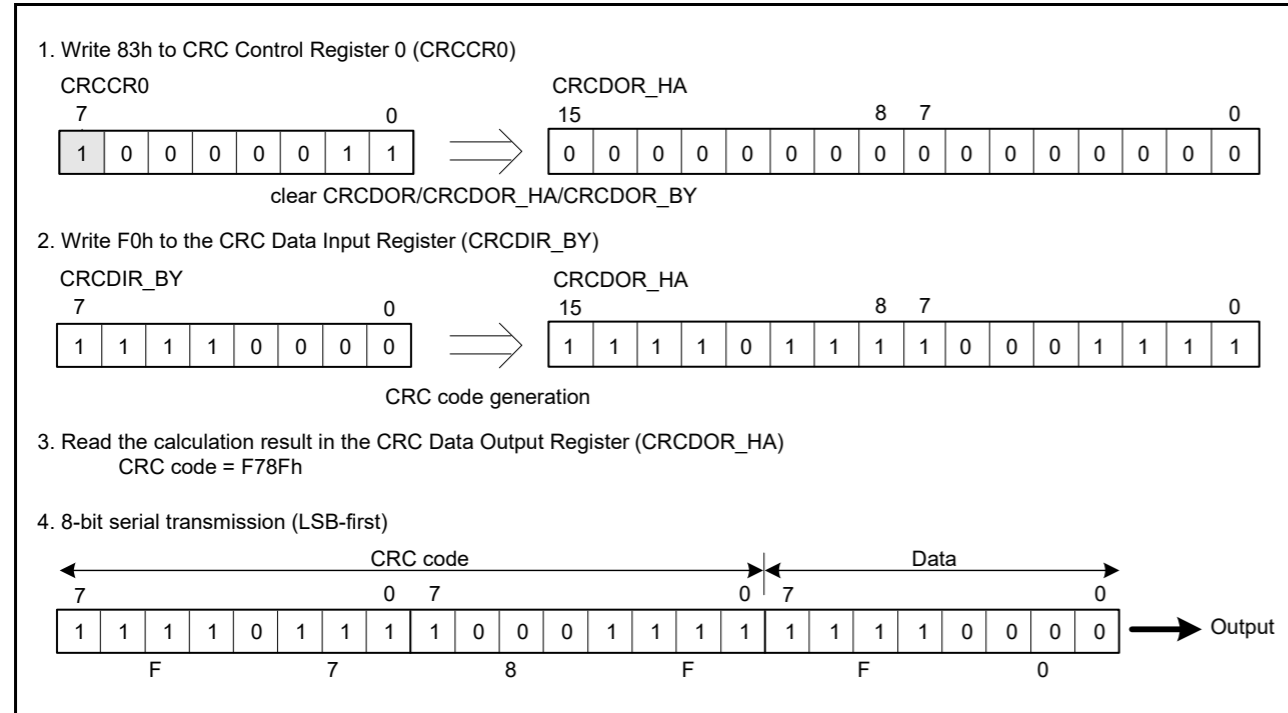 1. Write 83h to CRC Control Register 0 (CRCCR0)
CRCCR0 CRCDOR_HA
7 0 15 8 7 0
1 0 0 0 0 0 1 1 0 0 0 0 0 0 0 0 0 0 0 0 0 0 0 0
clear CRCDOR/CRCDOR_HA/CRCDOR_BY
2. Write F0h to the CRC Data Input Register (CRCDIR_BY)
CRCDIR_BY CRCDOR_HA
7 0 15 8 7 0
1 1 1 1 0 0 0 0 1 1 1 1 0 1 1 1 1 0 0 0 1 1 1 1
CRC code generation
3. Read the calculation result in the CRC Data Output Register (CRCDOR_HA)
CRC code = F78Fh
4. 8-bit serial transmission (LSB-first)
CRC code Data
7 0 7 0 7 0
1 1 1 1 0 1 1 1 1 0 0 0 1 1 1 1 1 1 1 1 0 0 0 0 Output
F 7 8 F F 0